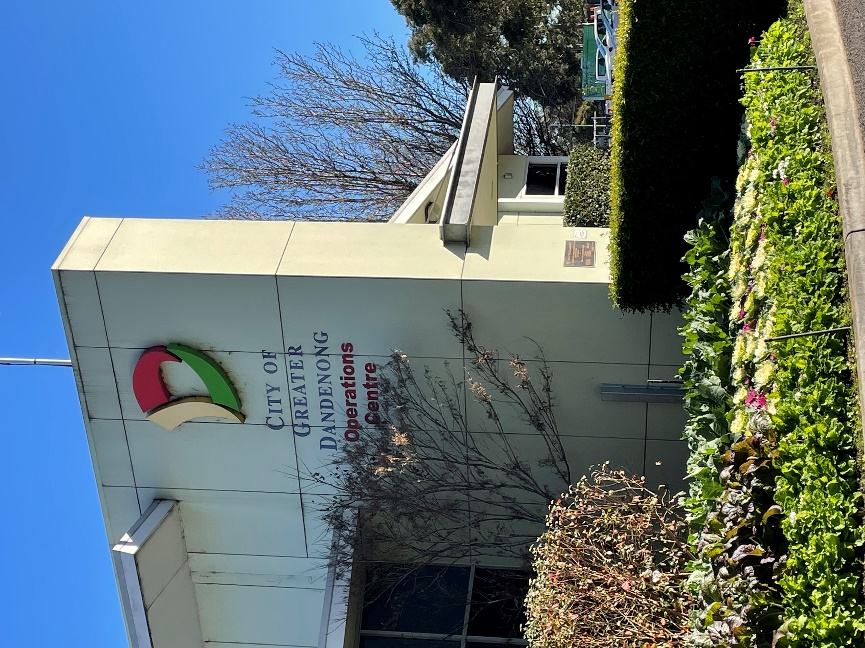 CITY OF
GREATER
DANDENONG
Operations
Centre